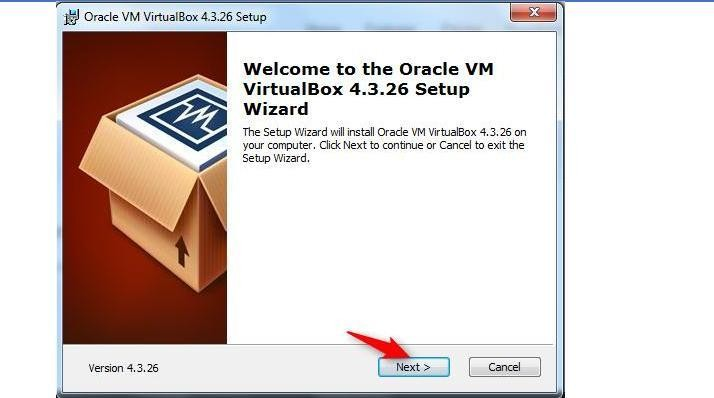 Oracle VM VirtualBox 4.3.26 Setup
Welcome to the Oracle VM
VirtualBox 4.3.26 Setup
Wizard
The Setup Wizard will install Oracle VM VirtualBox 4.3.26 on
your computer. Click Next to continue or Cancel to exit the
Setup Wizard.
Version 4.3.26
Next >
Cancel